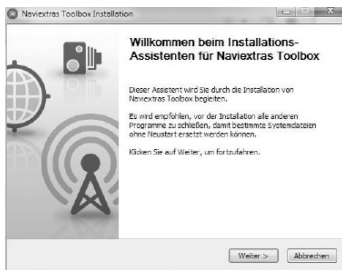 Naviextras Toolbox Installation
Willkommen beim Installations-
Assistenten für Naviextras Toolbox
Dieser Assistent wird Sie durch die Installation von
Naviextras Toolbox begleiten.
Es wird empfohlen, vor der Installation alle anderen
Programme zu schließen, damit bestimmte Systemdateien
ohne Neustart ersetzt werden können.
Klicken Sie auf Weiter, um fortzufahren.
Weiter >
Abbrechen